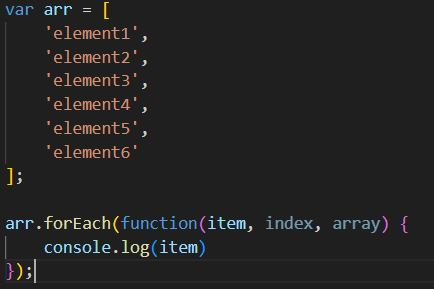 var arr = [
    'element1',
    'element2',
    'element3',
    'element4',
    'element5',
    'element6'
];

arr.forEach(function(item, index, array) {
    console.log(item)
});